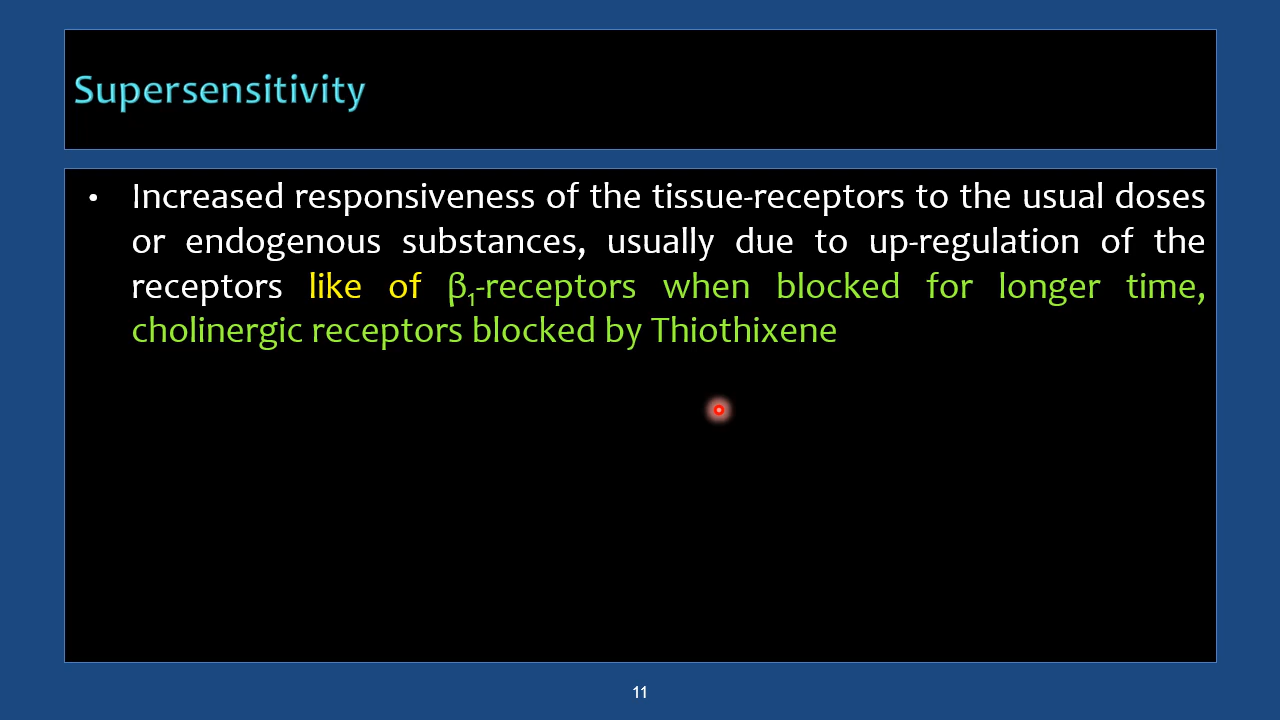 Supersensitivity
• Increased responsiveness of the tissue-receptors to the usual doses
or endogenous substances, usually due to up-regulation of the
receptors like of β₁-receptors when blocked for longer time,
cholinergic receptors blocked by Thiothixene
11